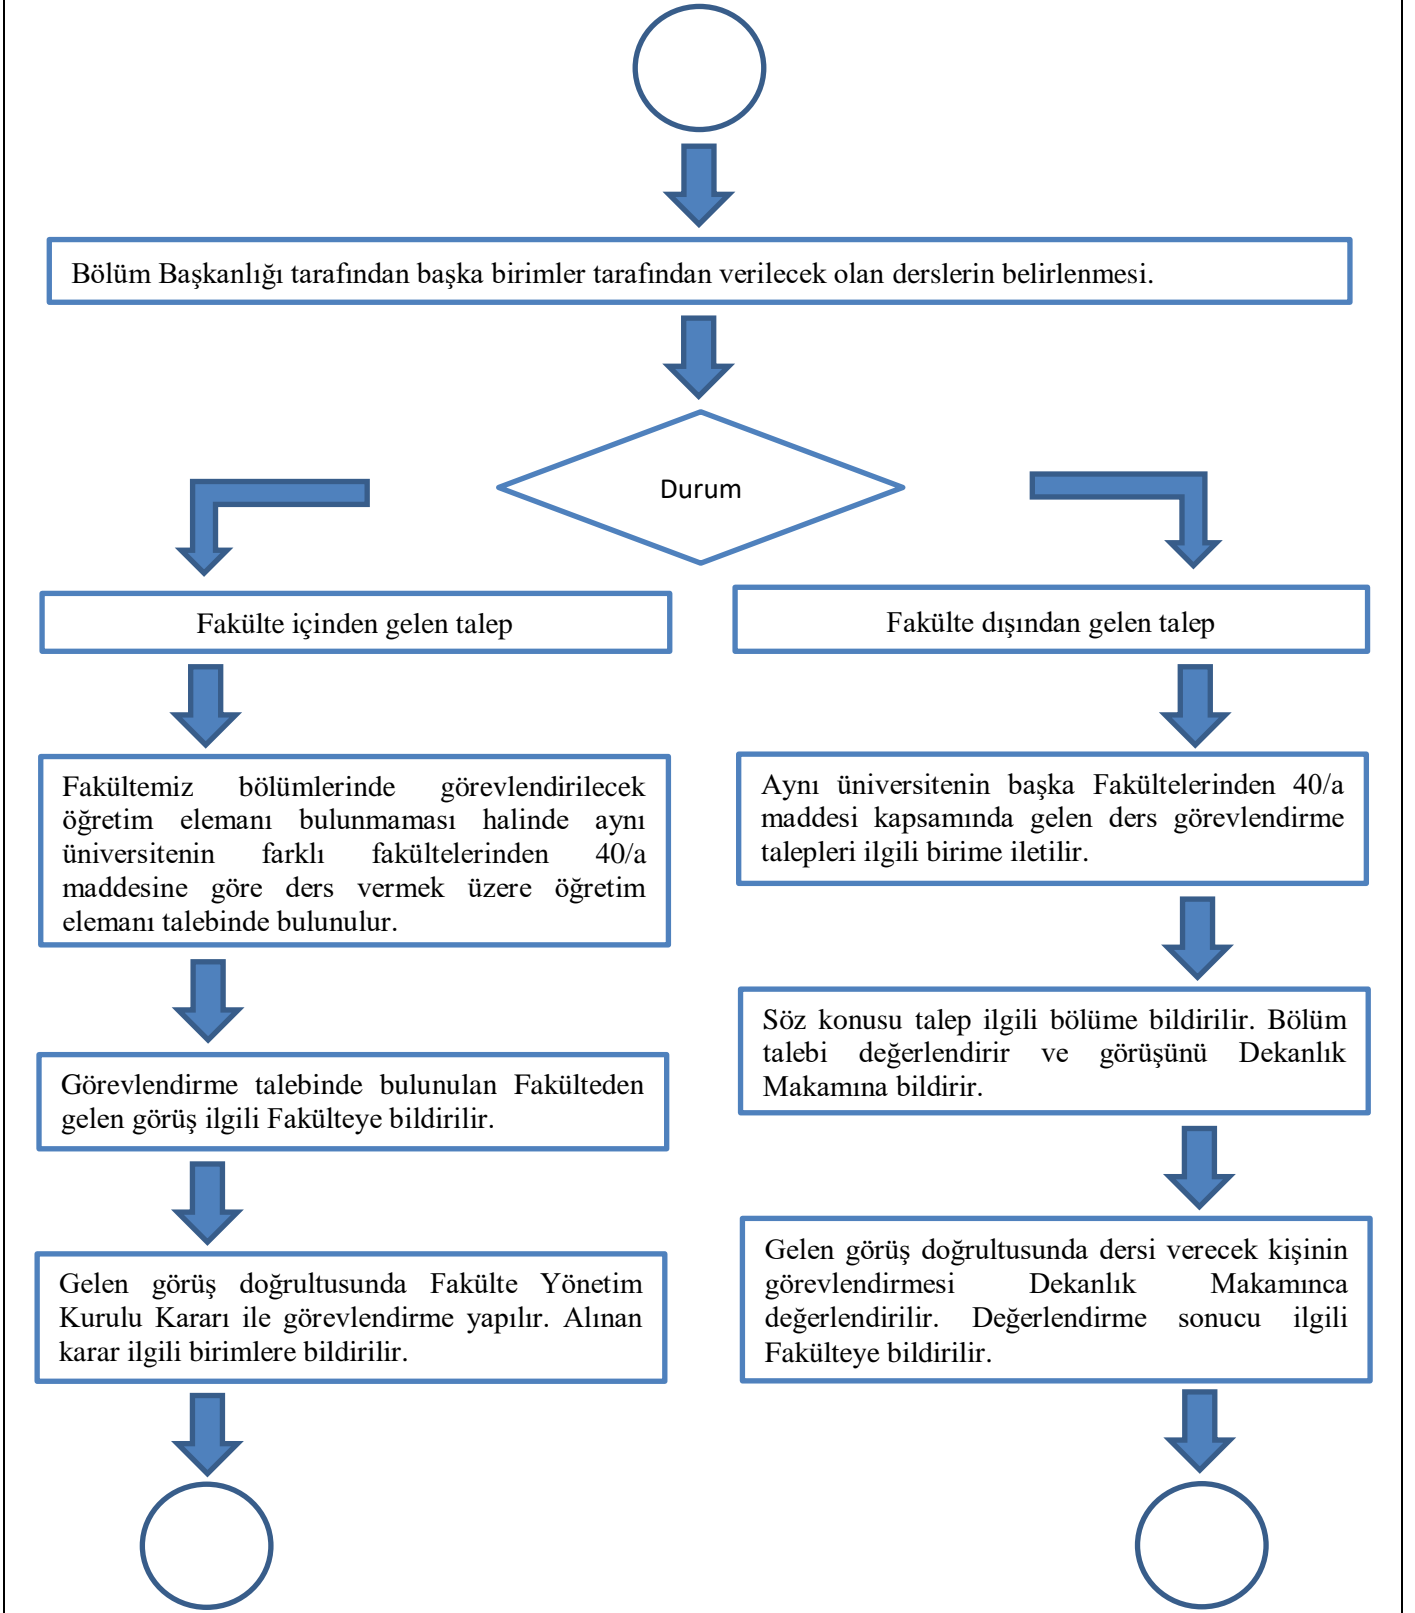 Bölüm Başkanlığı tarafından başka birimler tarafından verilecek olan derslerin belirlenmesi.
Durum
Fakülte içinden gelen talep
Fakültemiz bölümlerinde görevlendirilecek
öğretim elemanı bulunmaması halinde aynı
üniversitenin farklı fakültelerinden 40/a
maddesine göre ders vermek üzere öğretim
elemanı talebinde bulunulur.
Görevlendirme talebinde bulunulan Fakülteden
gelen görüş ilgili Fakülteye bildirilir.
Gelen görüş doğrultusunda Fakülte Yönetim
Kurulu Kararı ile görevlendirme yapılır. Alınan
karar ilgili birimlere bildirilir.
Fakülte dışından gelen talep
Aynı üniversitenin başka Fakültelerinden 40/a
maddesi kapsamında gelen ders görevlendirme
talepleri ilgili birime iletilir.
Söz konusu talep ilgili bölüme bildirilir. Bölüm
talebi değerlendirir ve görüşünü Dekanlık
Makamına bildirir.
Gelen görüş doğrultusunda dersi verecek kişinin
görevlendirmesi Dekanlık Makamınca
değerlendirilir. Değerlendirme sonucu ilgili
Fakülteye bildirilir.